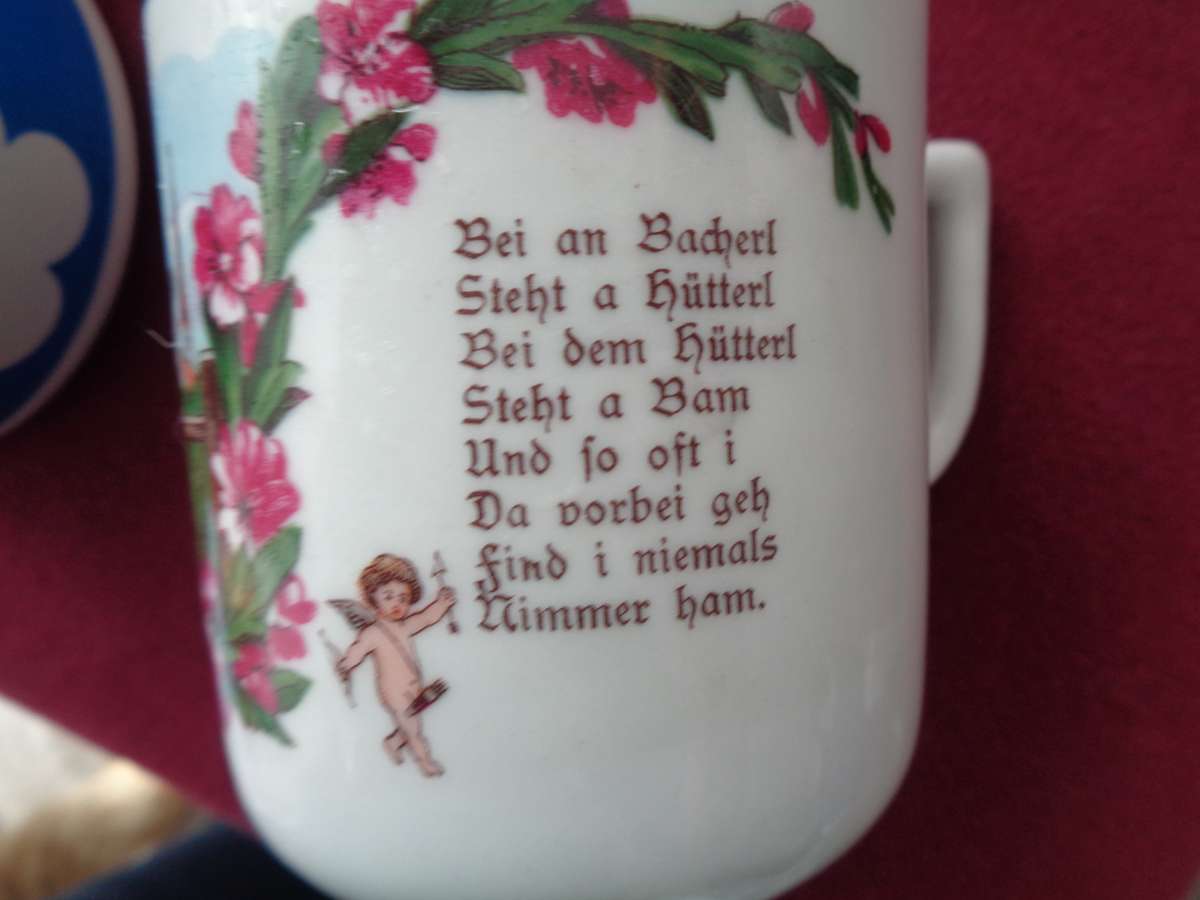 Bei an Bacherl
Steht a Hütterl
Bei dem Hütterl
Steht a Bam
Und ſo oft i
Da vorbei geh
Find i niemals
Nimmer ham.